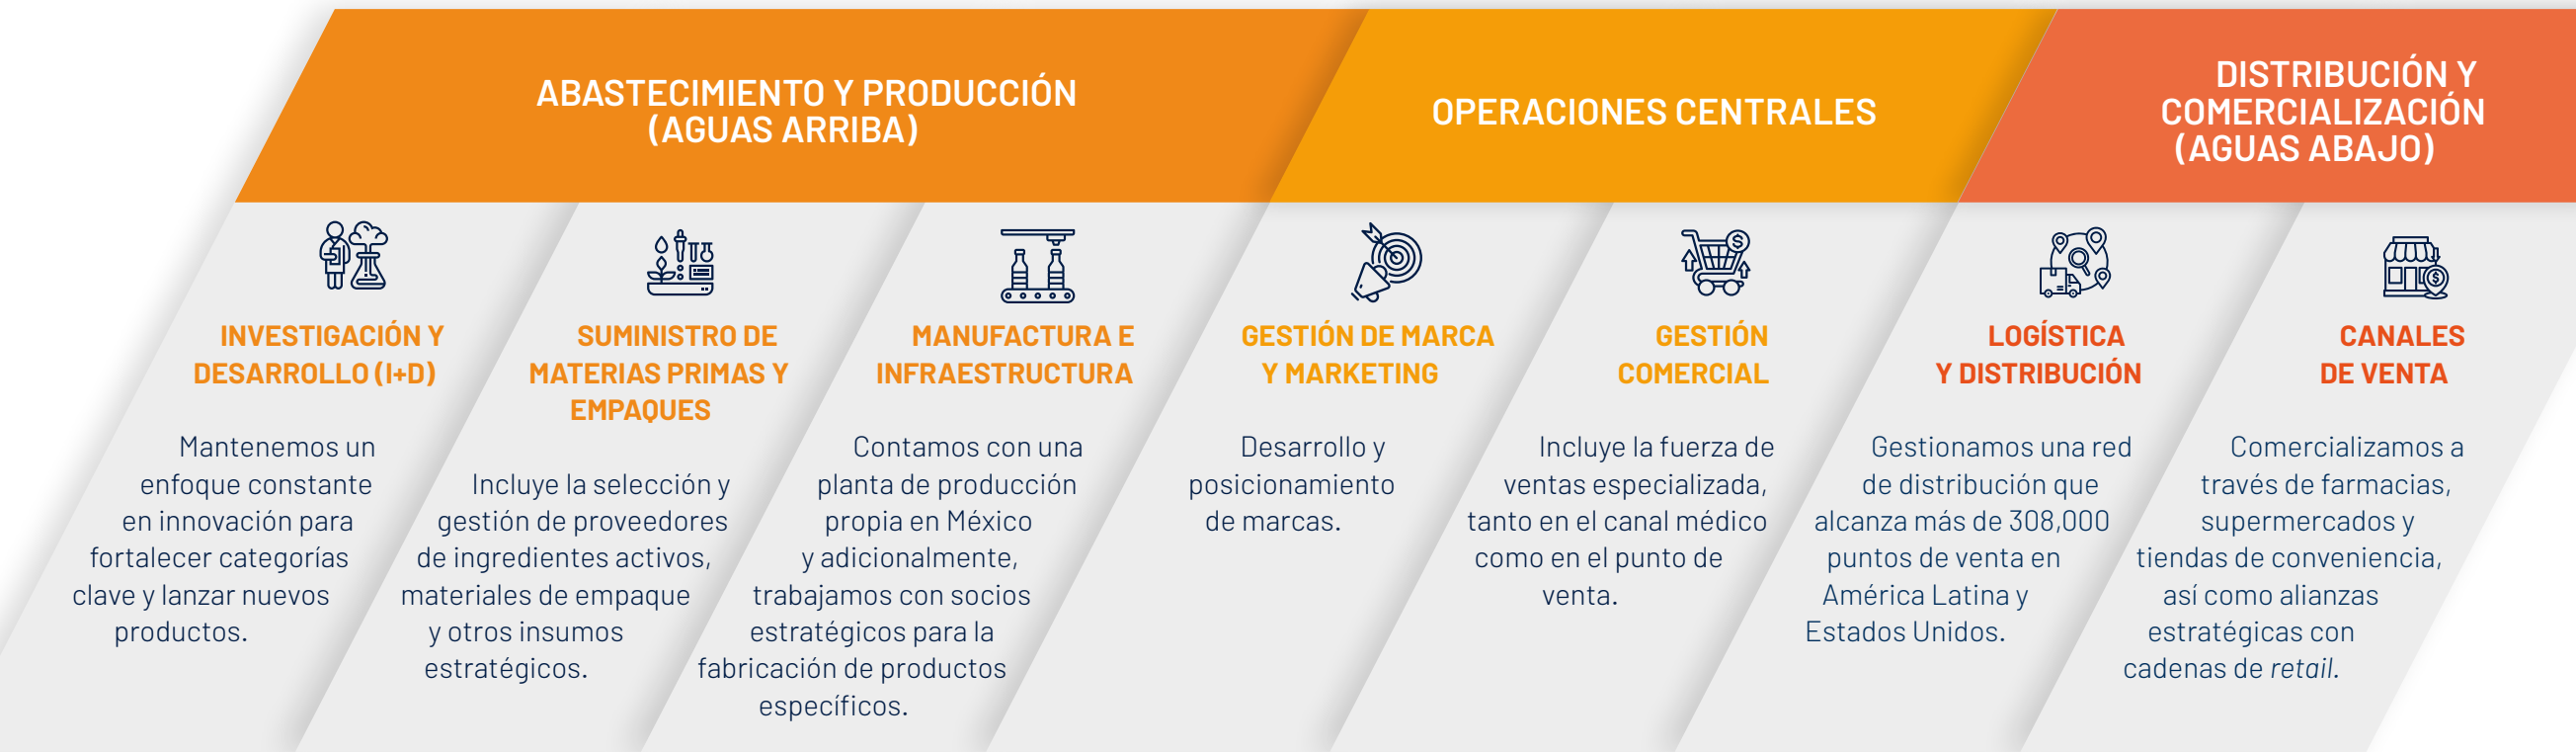 ABASTECIMIENTO Y PRODUCCIÓN
(AGUAS ARRIBA)
OPERACIONES CENTRALES
DISTRIBUCIÓN Y
COMERCIALIZACIÓN
(AGUAS ABAJO)
INVESTIGACIÓN Y
DESARROLLO (I+D)
Mantenemos un
enfoque constante
en innovación para
fortalecer categorías
clave y lanzar nuevos
productos.
SUMINISTRO DE
MATERIAS PRIMAS Y
EMPAQUES
Incluye la selección y
gestión de proveedores
de ingredientes activos,
materiales de empaque
y otros insumos
estratégicos.
MANUFACTURA E
INFRAESTRUCTURA
Contamos con una
planta de producción
propia en México
y adicionalmente,
trabajamos con socios
estratégicos para la
fabricación de productos
específicos.
GESTIÓN DE MARCA
Y MARKETING
Desarrollo y
posicionamiento
de marcas.
GESTIÓN
COMERCIAL
Incluye la fuerza de
ventas especializada,
tanto en el canal médico
como en el punto de
venta.
LOGÍSTICA
Y DISTRIBUCIÓN
Gestionamos una red
de distribución que
alcanza más de 308,000
puntos de venta en
América Latina y
Estados Unidos.
CANALES
DE VENTA
Comercializamos a
través de farmacias,
supermercados y
tiendas de conveniencia,
así como alianzas
estratégicas con
cadenas de retail.